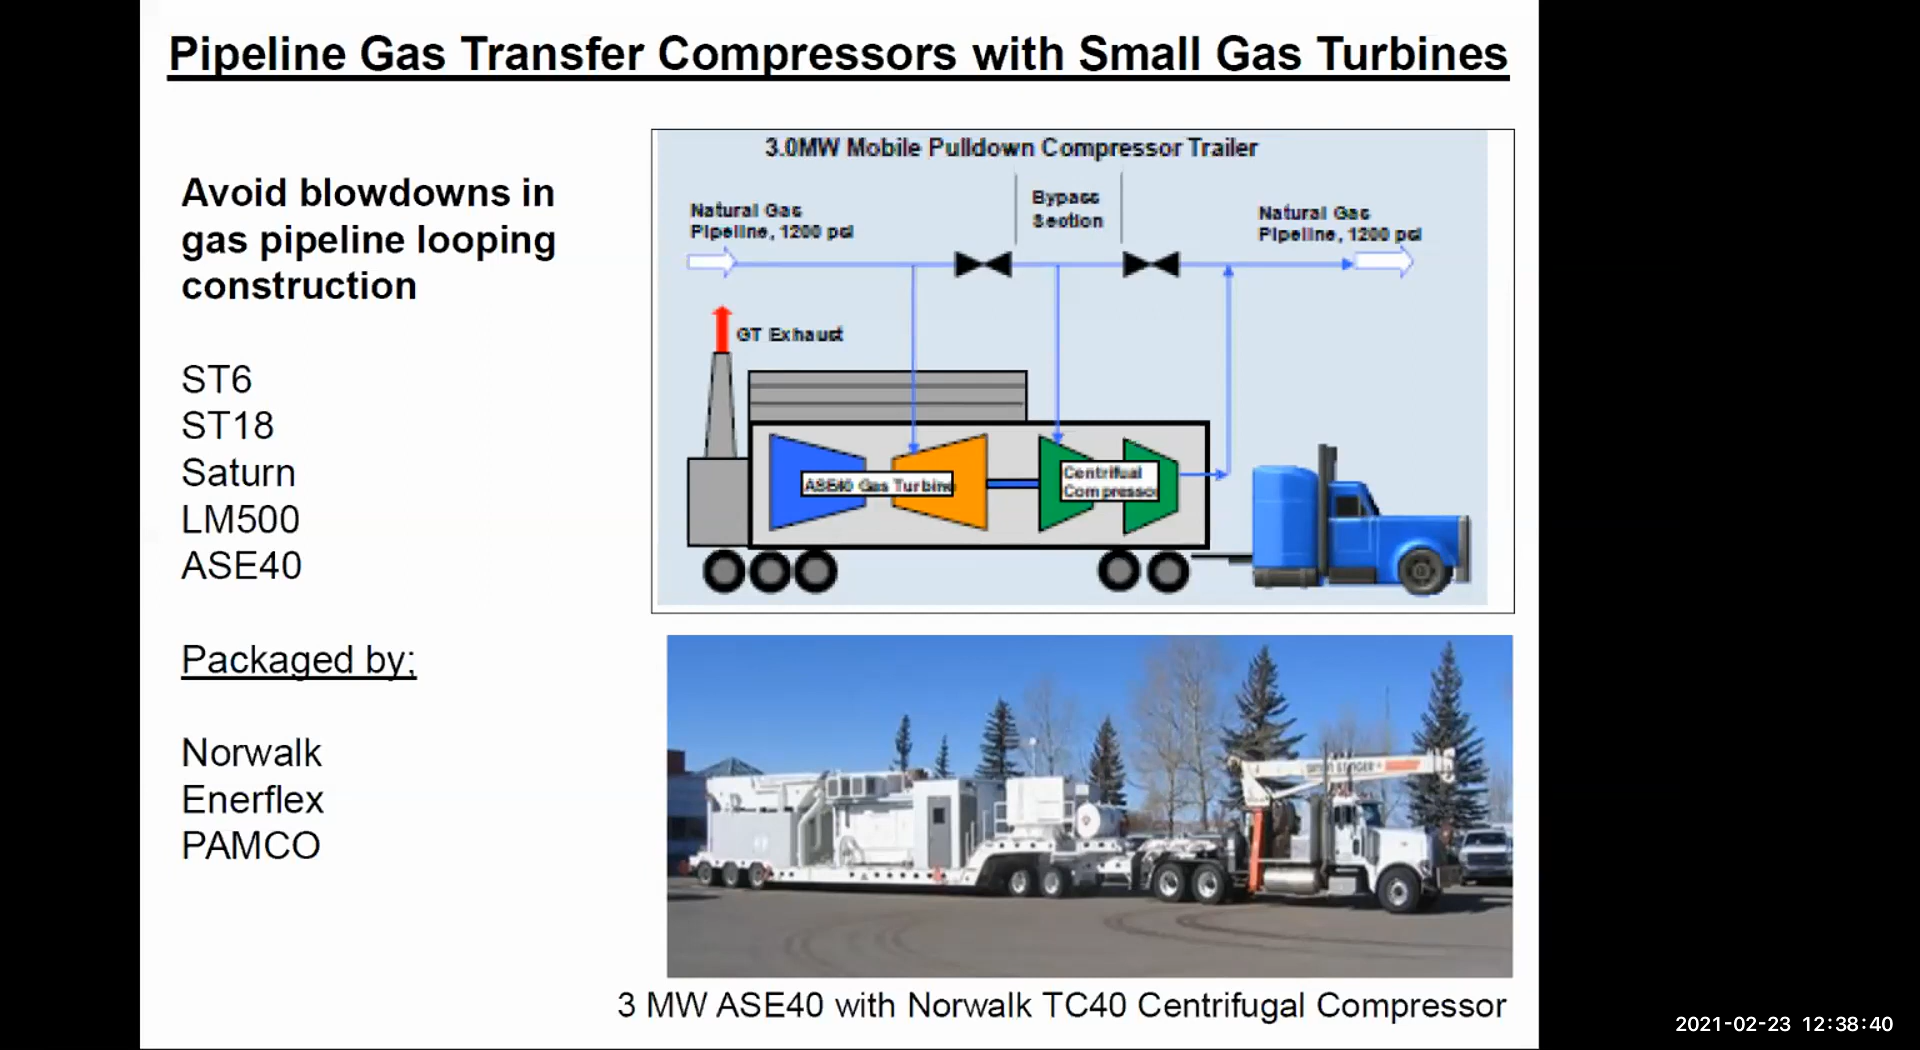 Pipeline Gas Transfer Compressors with Small Gas Turbines
Avoid blowdowns in
gas pipeline looping
construction
ST6
ST18
Saturn
LM500
ASE40
Packaged by;
Norwalk
Enerflex
PAMCO
3.0MW Mobile Pulldown Compressor Trailer
Natural Gas
Pipeline, 1200 psi
Bypass
Section
Natural Gas
Pipeline, 1200 psi
GT Exhaust
ASE40 Gas Turbine
Centrifual
Compressor
3 MW ASE40 with Norwalk TC40 Centrifugal Compressor
2021-02-23 12:38:40